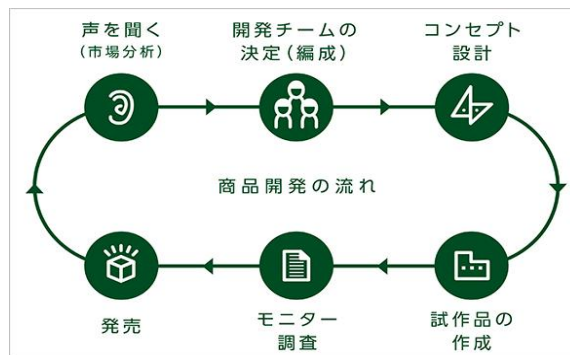 声を聞く
(市場分析)
開発チームの
決定(編成)
コンセプト
設計
商品開発の流れ
発売
モニター
調査
試作品の
作成